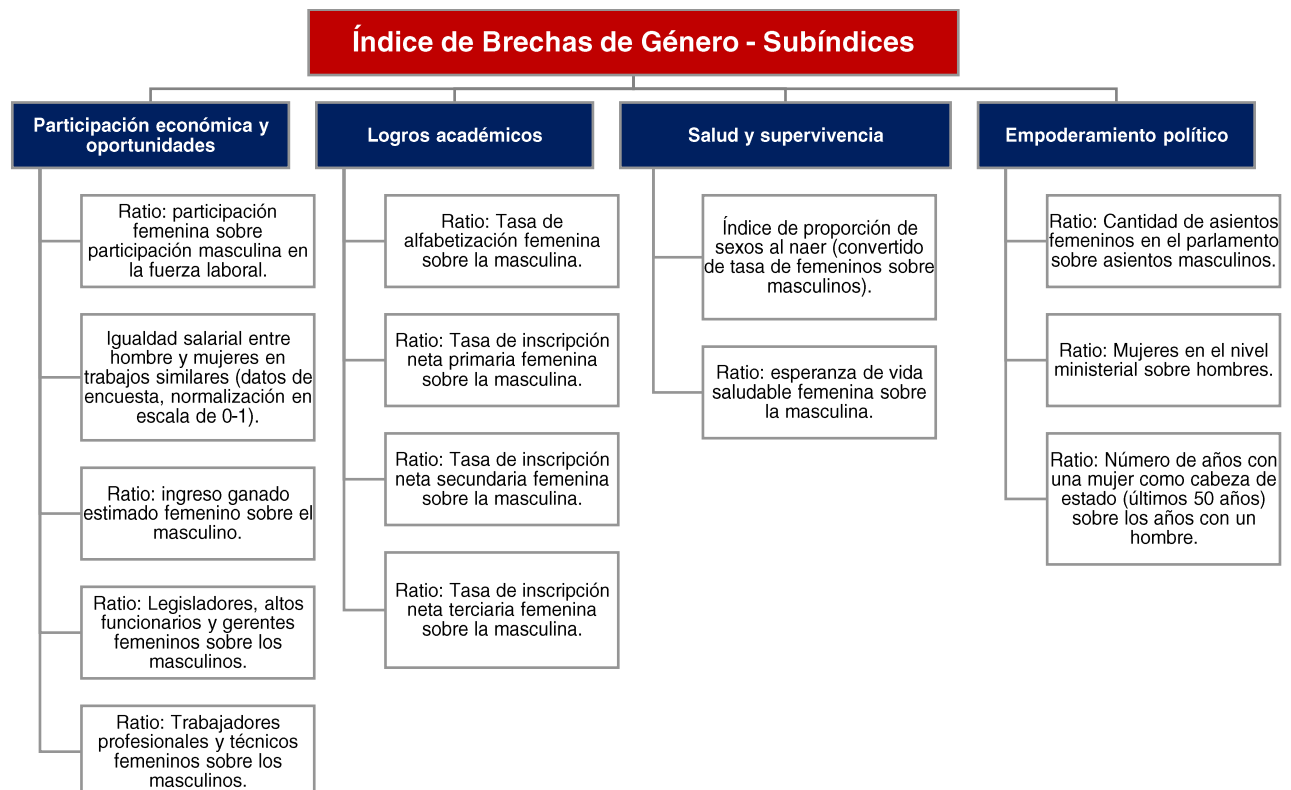 Índice de Brechas de Género - Subíndices
Participación económica y
oportunidades
Ratio: participación
femenina sobre
participación masculina en
la fuerza laboral.
Igualdad salarial entre
hombre y mujeres en
trabajos similares (datos de
encuesta, normalización en
escala de 0-1).
Ratio: ingreso ganado
estimado femenino sobre el
masculino.
Ratio: Legisladores, altos
funcionarios y gerentes
femeninos sobre los
masculinos.
Ratio: Trabajadores
profesionales y técnicos
femeninos sobre los
masculinos.
Logros académicos
Ratio: Tasa de
alfabetización femenina
sobre la masculina.
Ratio: Tasa de inscripción
neta primaria femenina
sobre la masculina.
Ratio: Tasa de inscripción
neta secundaria femenina
sobre la masculina.
Ratio: Tasa de inscripción
neta terciaria femenina
sobre la masculina.
Salud y supervivencia
Índice de proporción de
sexos al naer (convertido
de tasa de femeninos sobre
masculinos).
Ratio: esperanza de vida
saludable femenina sobre
la masculina.
Empoderamiento político
Ratio: Cantidad de asientos
femeninos en el parlamento
sobre asientos masculinos.
Ratio: Mujeres en el nivel
ministerial sobre hombres.
Ratio: Número de años con
una mujer como cabeza de
estado (últimos 50 años)
sobre los años con un
hombre.